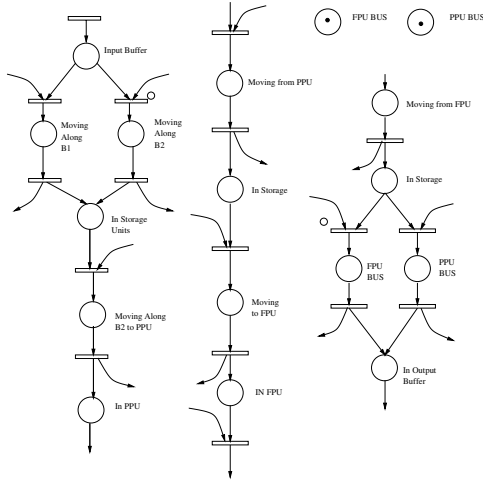 Input Buffer
Moving
Along
B1
Moving
Along
B2
In Storage
Units
Moving Along
B2 to PPU
In PPU
Moving from PPU
In Storage
Moving
to FPU
IN FPU
FPU BUS
PPU BUS
Moving from FPU
In Storage
FPU
BUS
PPU
BUS
In Output
Buffer